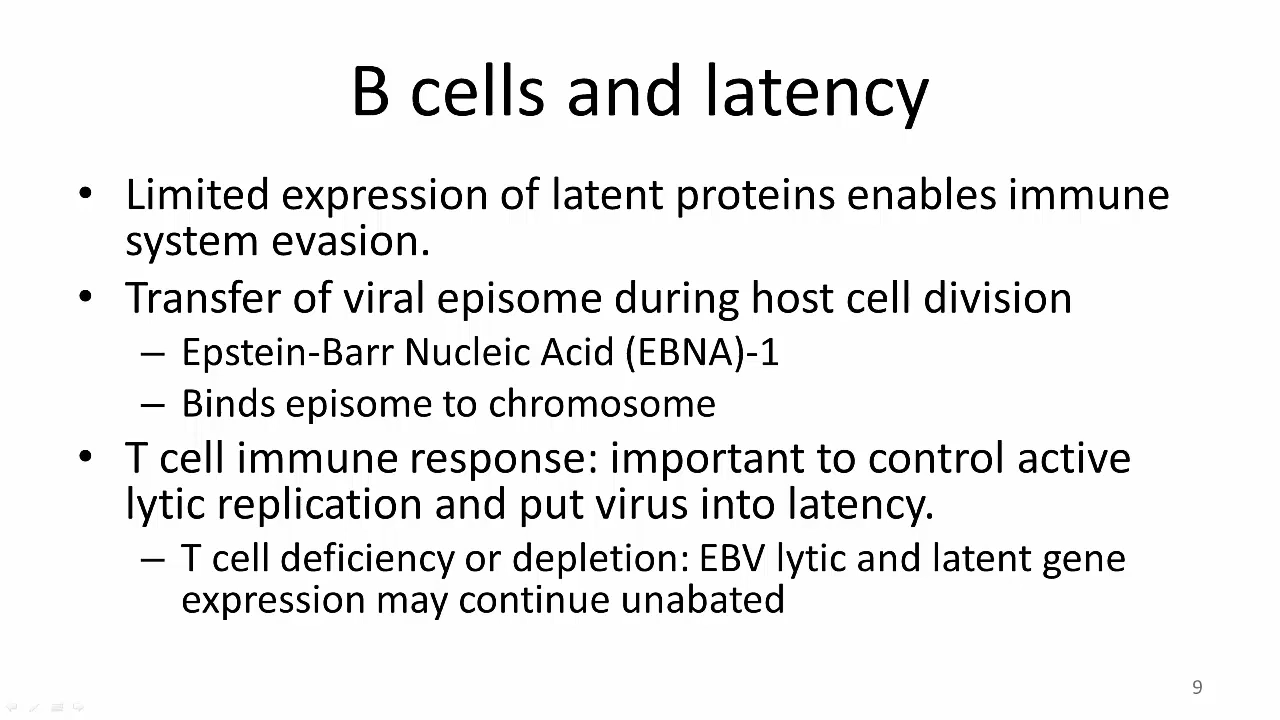 B cells and latency
• Limited expression of latent proteins enables immune
system evasion.
• Transfer of viral episome during host cell division
– Epstein-Barr Nucleic Acid (EBNA)-1
– Binds episome to chromosome
• T cell immune response: important to control active
lytic replication and put virus into latency.
– T cell deficiency or depletion: EBV lytic and latent gene
expression may continue unabated
9